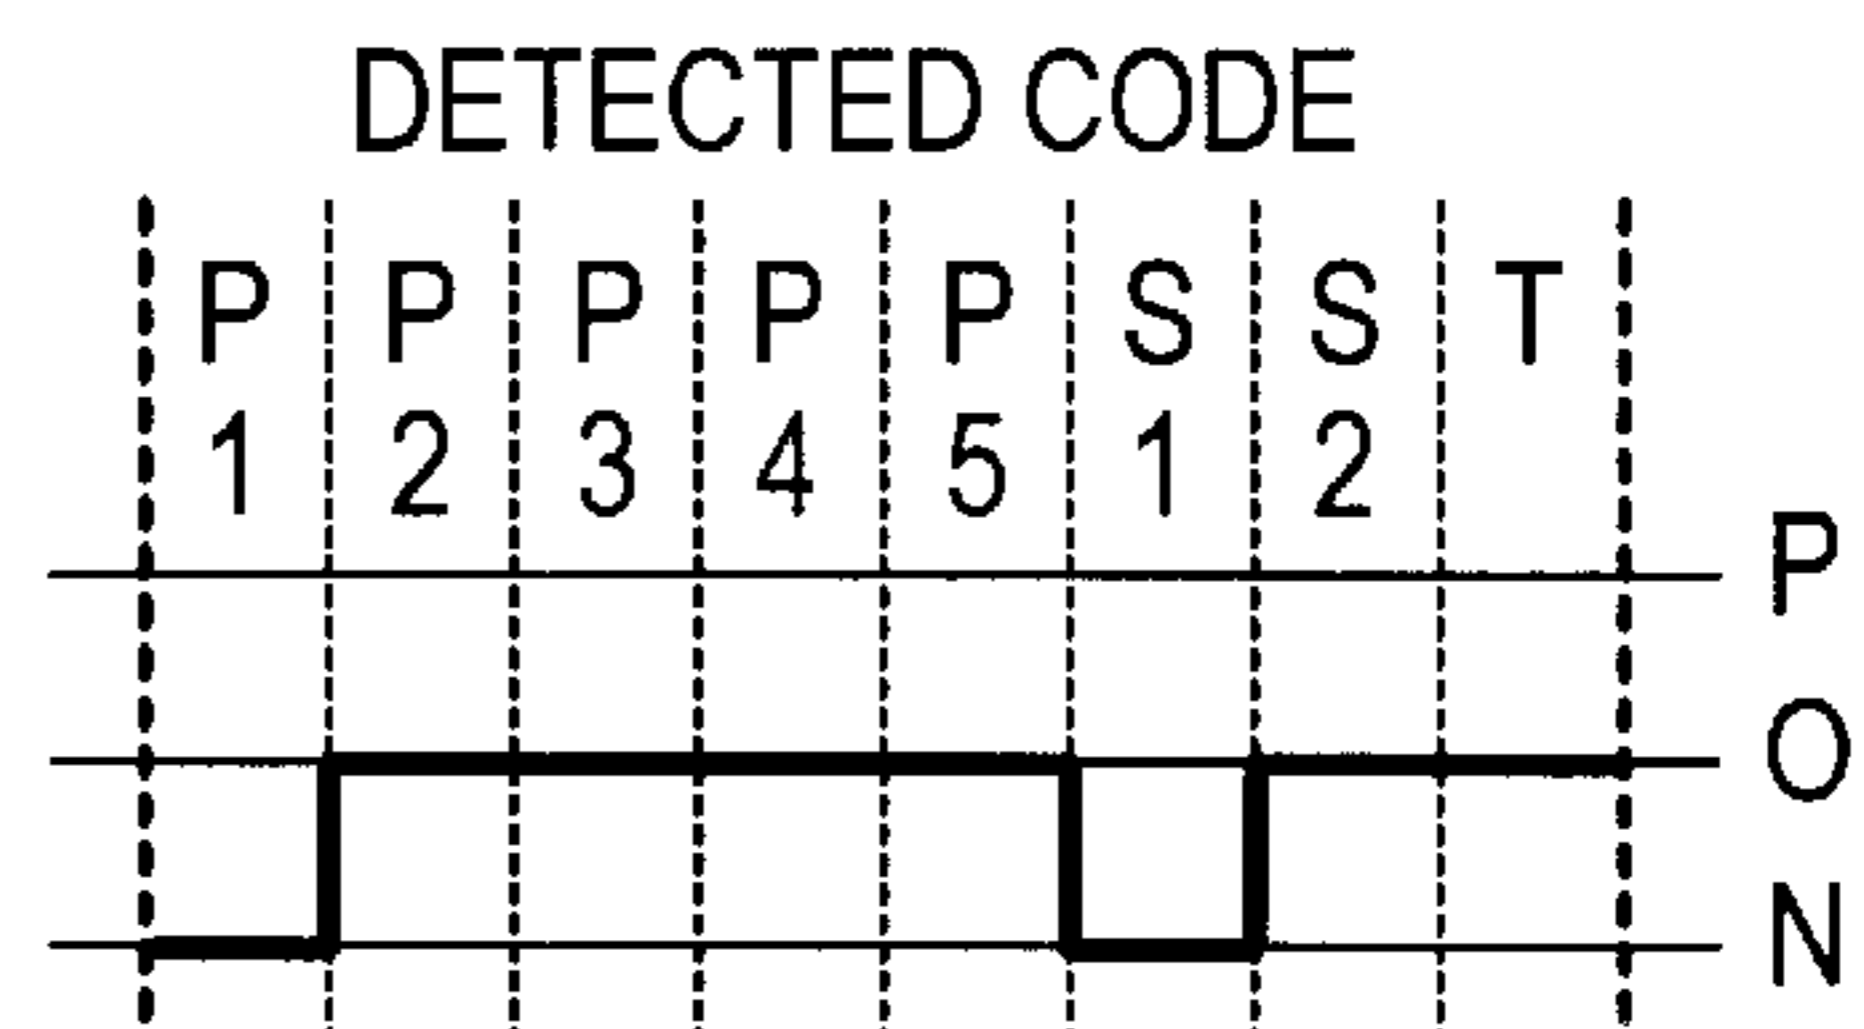 DETECTED CODE
P P P P P S S T
1 2 3 4 5 1 2
P
O
N